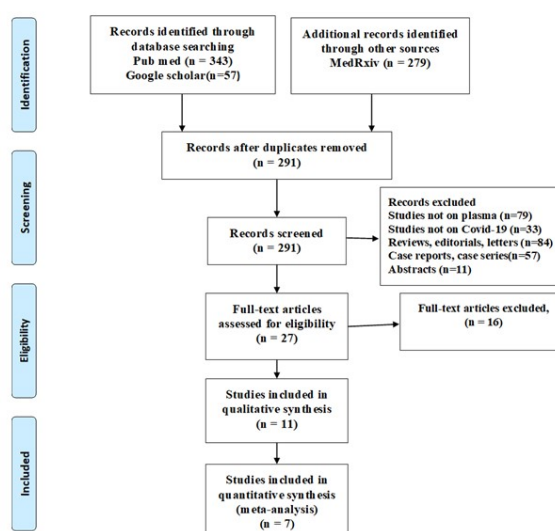 Identification
Records identified through
database searching
Pub med (n = 343)
Google scholar(n=57)
Additional records identified
through other sources
MedRxiv (n = 279)
Records after duplicates removed
(n = 291)
Screening
Records screened
(n = 291)
Records excluded
Studies not on plasma (n=79)
Studies not on Covid-19 (n=33)
Reviews, editorials, letters (n=84)
Case reports, case series(n=57)
Abstracts (n=11)
Eligibility
Full-text articles
assessed for eligibility
(n = 27)
Full-text articles excluded,
(n = 16)
Studies included in
qualitative synthesis
(n = 11)
Included
Studies included in
quantitative synthesis
(meta-analysis)
(n = 7)